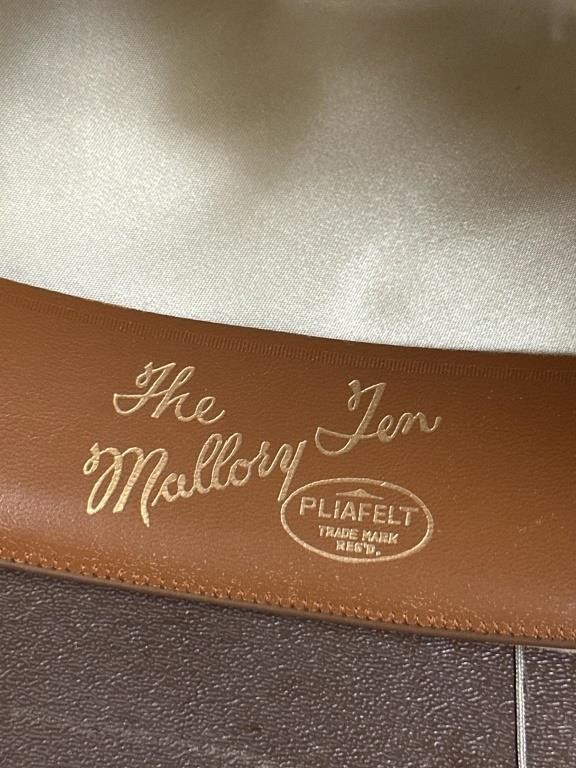 The
Mallory Ten
PLIAFELT
TRADE MARK
REG'D.